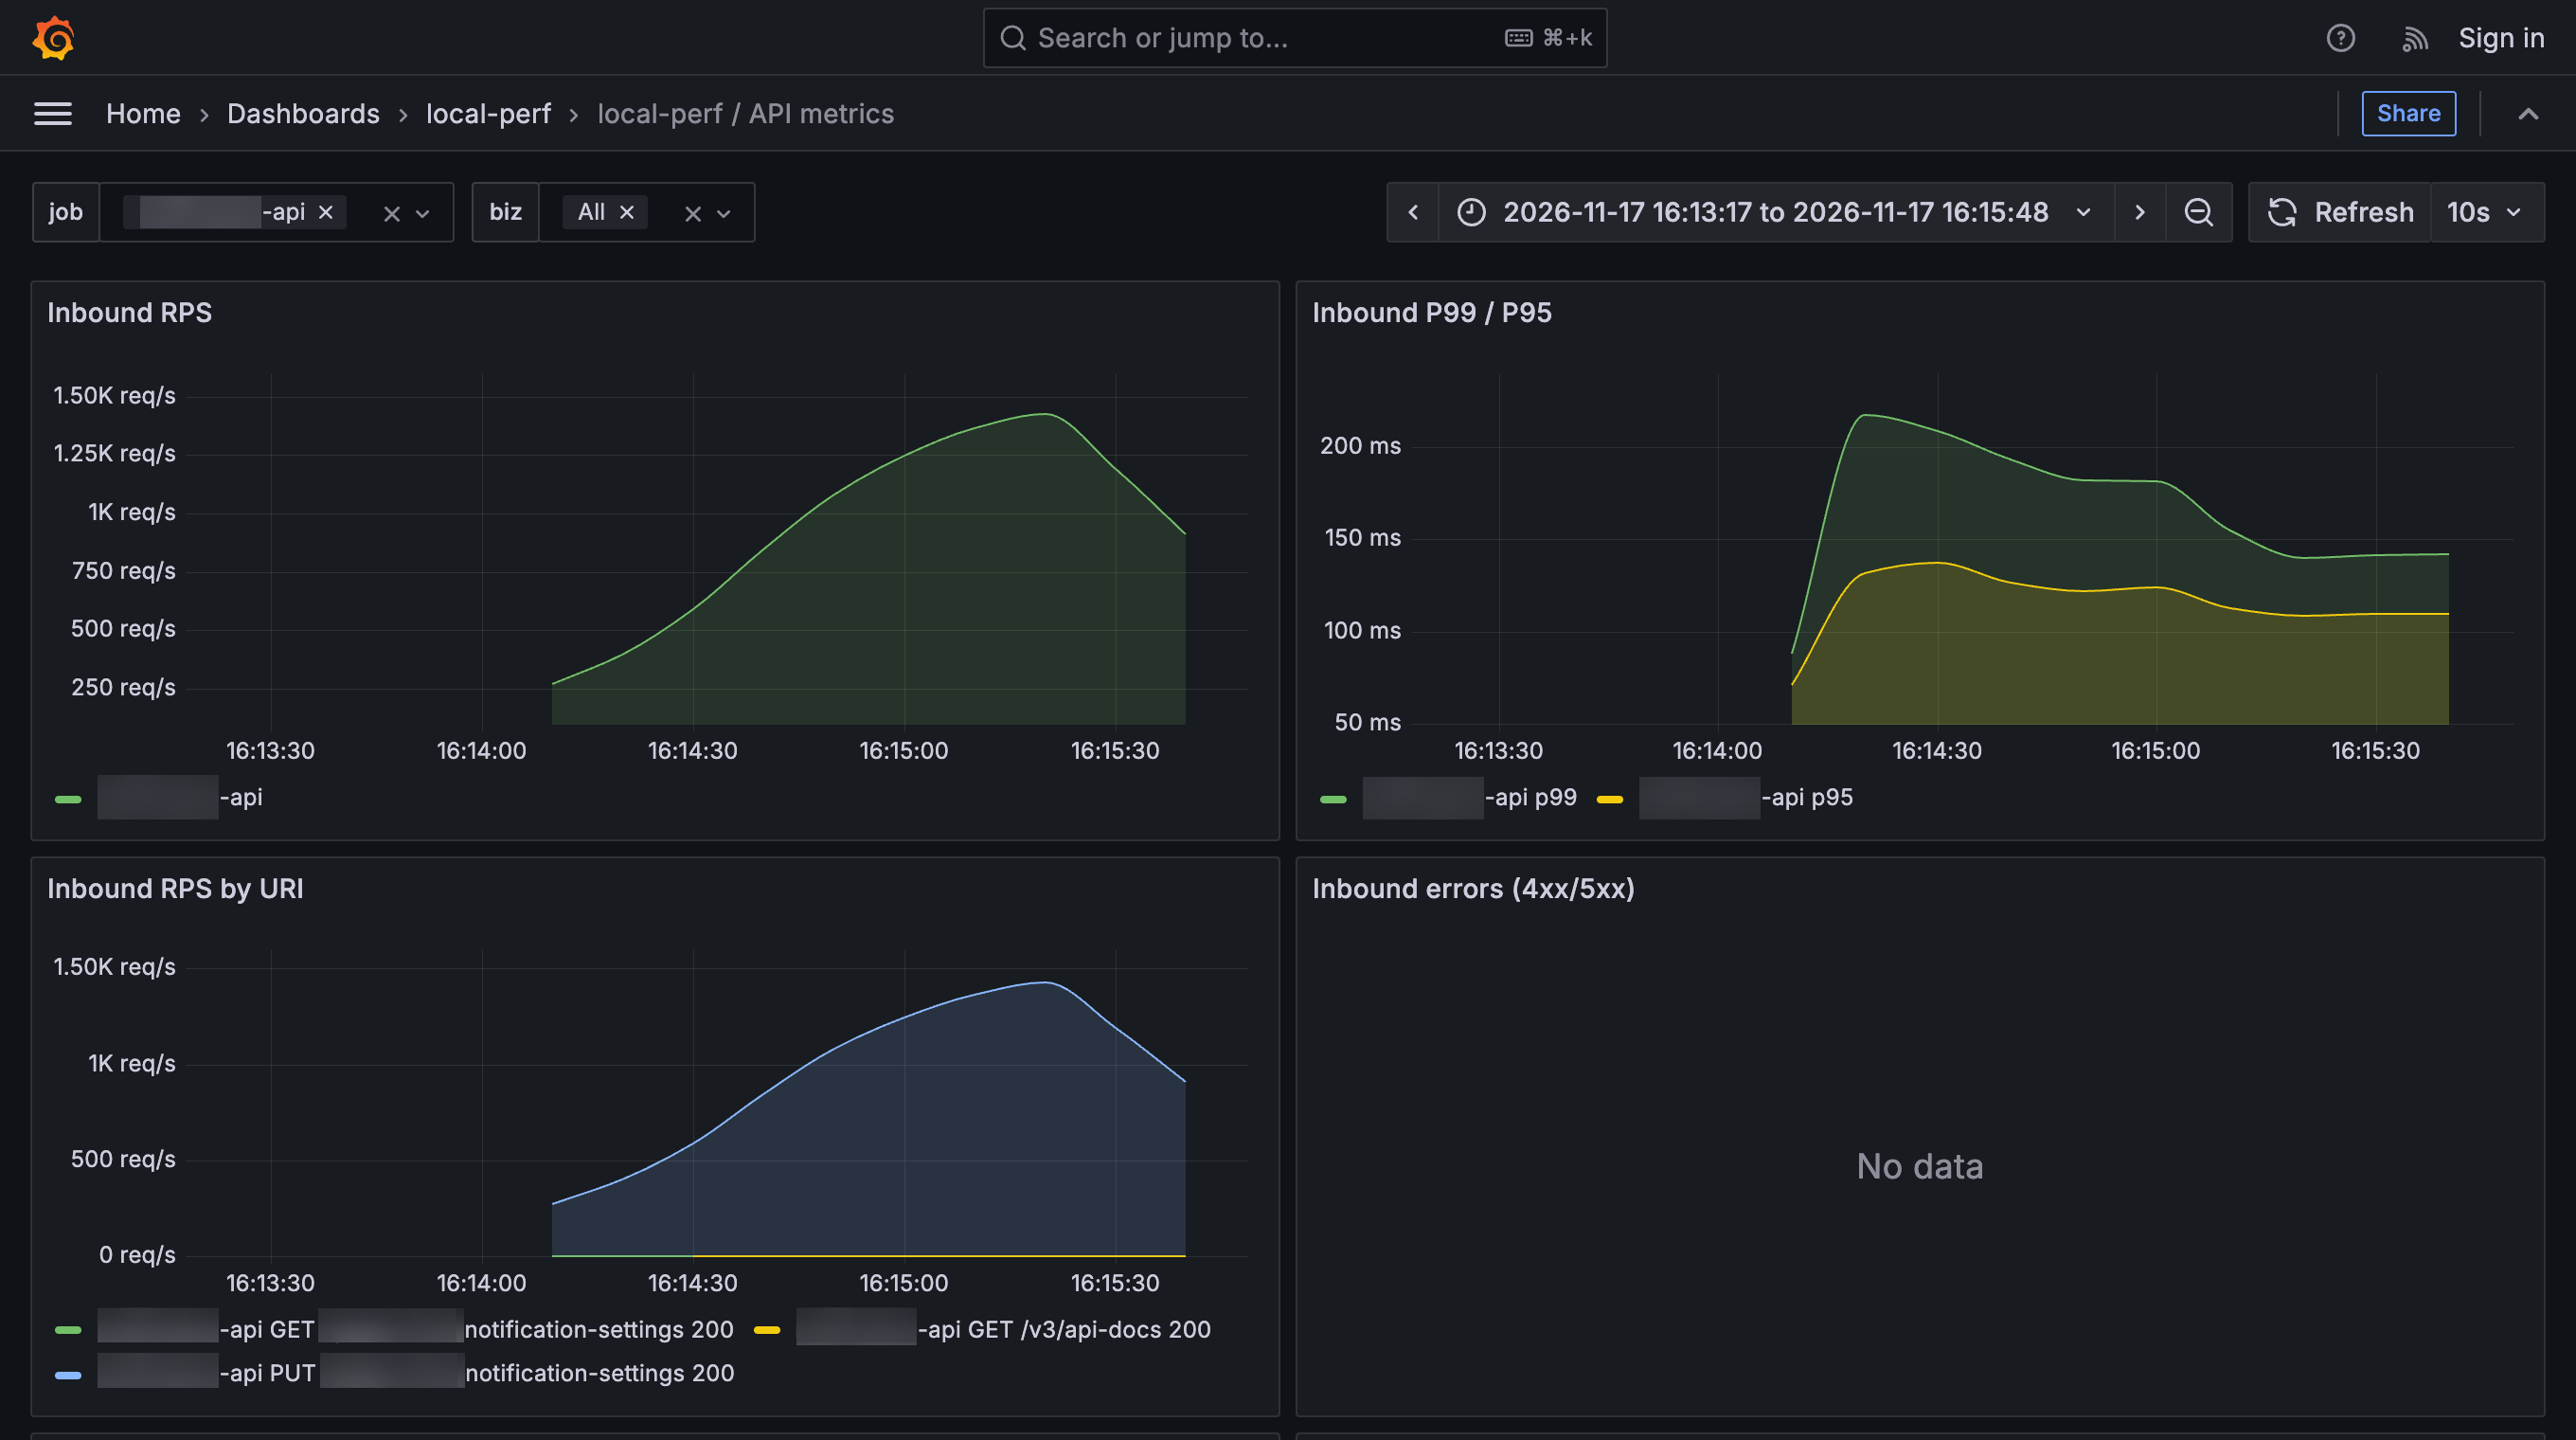 Search or jump to... ⌘+k Sign in
Home > Dashboards > local-perf > local-perf / API metrics Share
job -api × biz All × 2026-11-17 16:13:17 to 2026-11-17 16:15:48 Refresh 10s
Inbound RPS
1.50K req/s
1.25K req/s
1K req/s
750 req/s
500 req/s
250 req/s
16:13:30 16:14:00 16:14:30 16:15:00 16:15:30
-api
Inbound P99 / P95
200 ms
150 ms
100 ms
50 ms
16:13:30 16:14:00 16:14:30 16:15:00 16:15:30
-api p99 -api p95
Inbound RPS by URI
1.50K req/s
1K req/s
500 req/s
0 req/s
16:13:30 16:14:00 16:14:30 16:15:00 16:15:30
-api GET notification-settings 200 -api GET /v3/api-docs 200
-api PUT notification-settings 200
Inbound errors (4xx/5xx)
No data